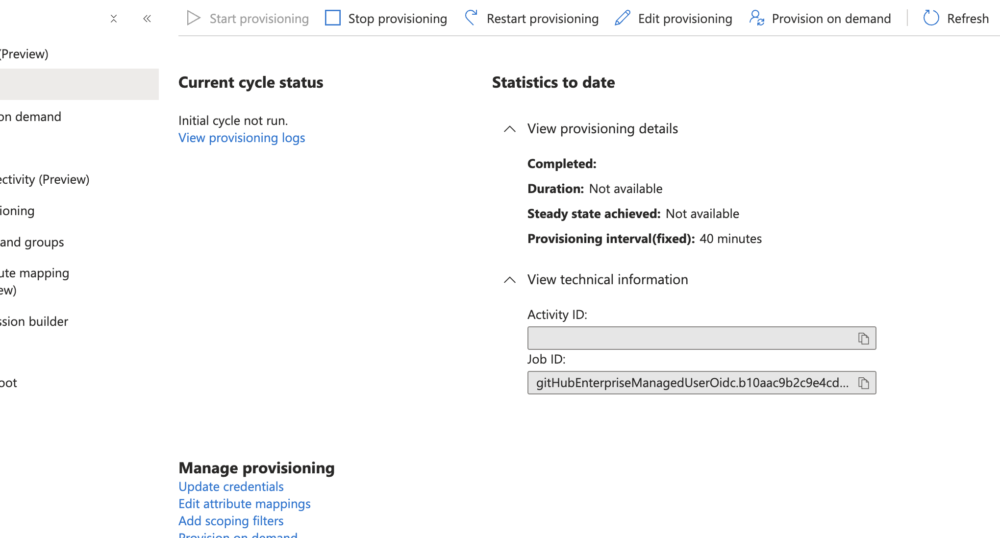 Start provisioning
Stop provisioning
Restart provisioning
Edit provisioning
Provision on demand
Refresh
(Preview)
on demand
ectivity (Preview)
ioning
and groups
ute mapping
ew)
ssion builder
oot
Current cycle status
Initial cycle not run.
View provisioning logs
Statistics to date
View provisioning details
Completed:
Duration: Not available
Steady state achieved: Not available
Provisioning interval(fixed): 40 minutes
View technical information
Activity ID:
Job ID:
gitHubEnterpriseManagedUserOidc.b10aac9b2c9e4cd...
Manage provisioning
Update credentials
Edit attribute mappings
Add scoping filters
Provision on demand